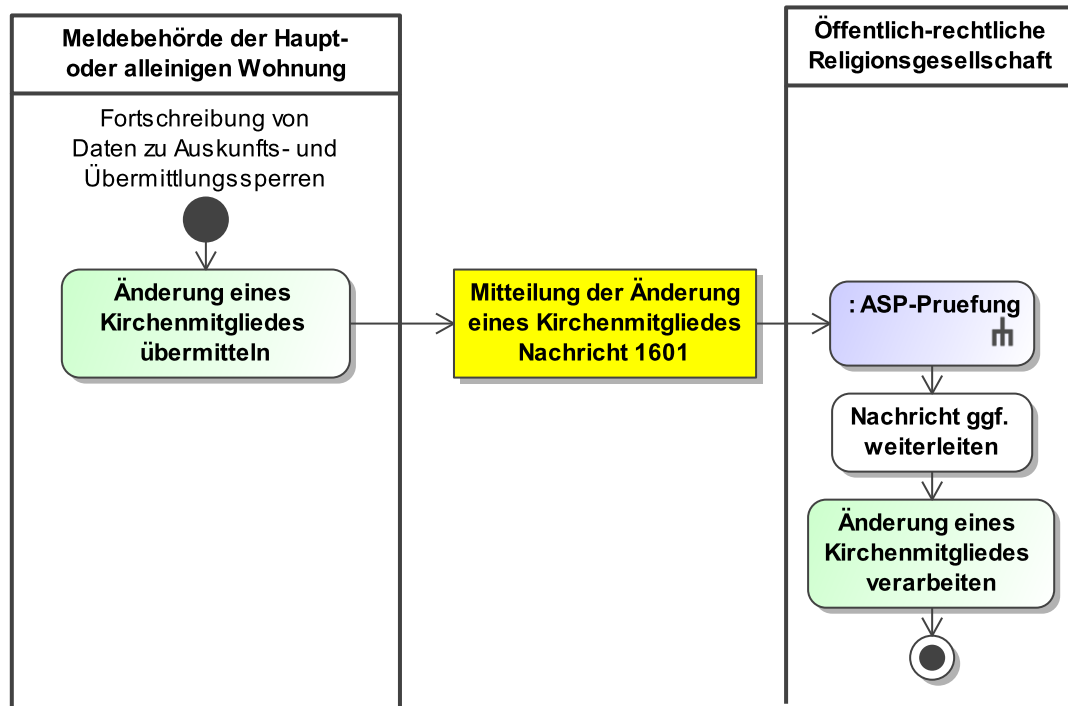 Meldebehörde der Haupt-
oder alleinigen Wohnung
Fortschreibung von
Daten zu Auskunfts- und
Übermittlungssperren
Änderung eines
Kirchenmitgliedes
übermitteln
Mitteilung der Änderung
eines Kirchenmitgliedes
Nachricht 1601
Öffentlich-rechtliche
Religionsgesellschaft
: ASP-Pruefung
Nachricht ggf.
weiterleiten
Änderung eines
Kirchenmitgliedes
verarbeiten